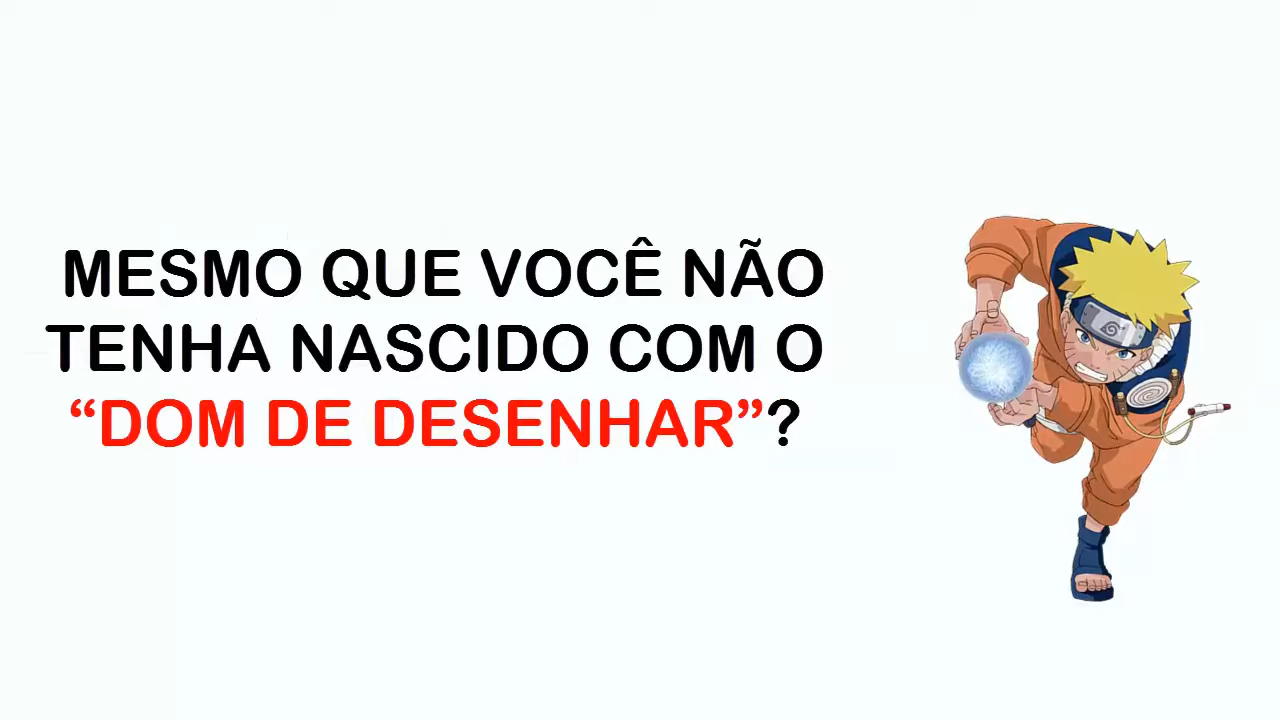 MESMO QUE VOCÊ NÃO
TENHA NASCIDO COM O
“DOM DE DESENHAR”?